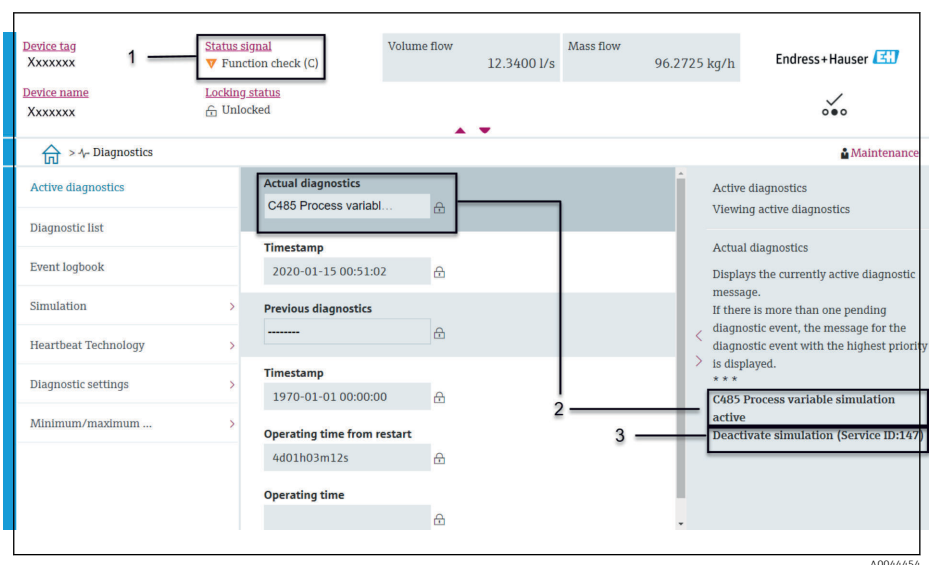 Device tag
Xxxxxxx
1
Status signal
Function check (C)
Volume flow
12.3400 l/s
Mass flow
96.2725 kg/h
Endress+Hauser EH
Device name
Xxxxxxx
Locking status
Unlocked
> Diagnostics
Maintenance
Active diagnostics
Diagnostic list
Event logbook
Simulation >
Heartbeat Technology >
Diagnostic settings >
Minimum/maximum ... >
Actual diagnostics
C485 Process variabl...
Timestamp
2020-01-15 00:51:02
Previous diagnostics
--------
Timestamp
1970-01-01 00:00:00
Operating time from restart
4d01h03m12s
Operating time
2
3
Active diagnostics
Viewing active diagnostics
Actual diagnostics
Displays the currently active diagnostic
message.
If there is more than one pending
diagnostic event, the message for the
diagnostic event with the highest priority
is displayed.
* * *
C485 Process variable simulation
active
Deactivate simulation (Service ID:147)
A0044454